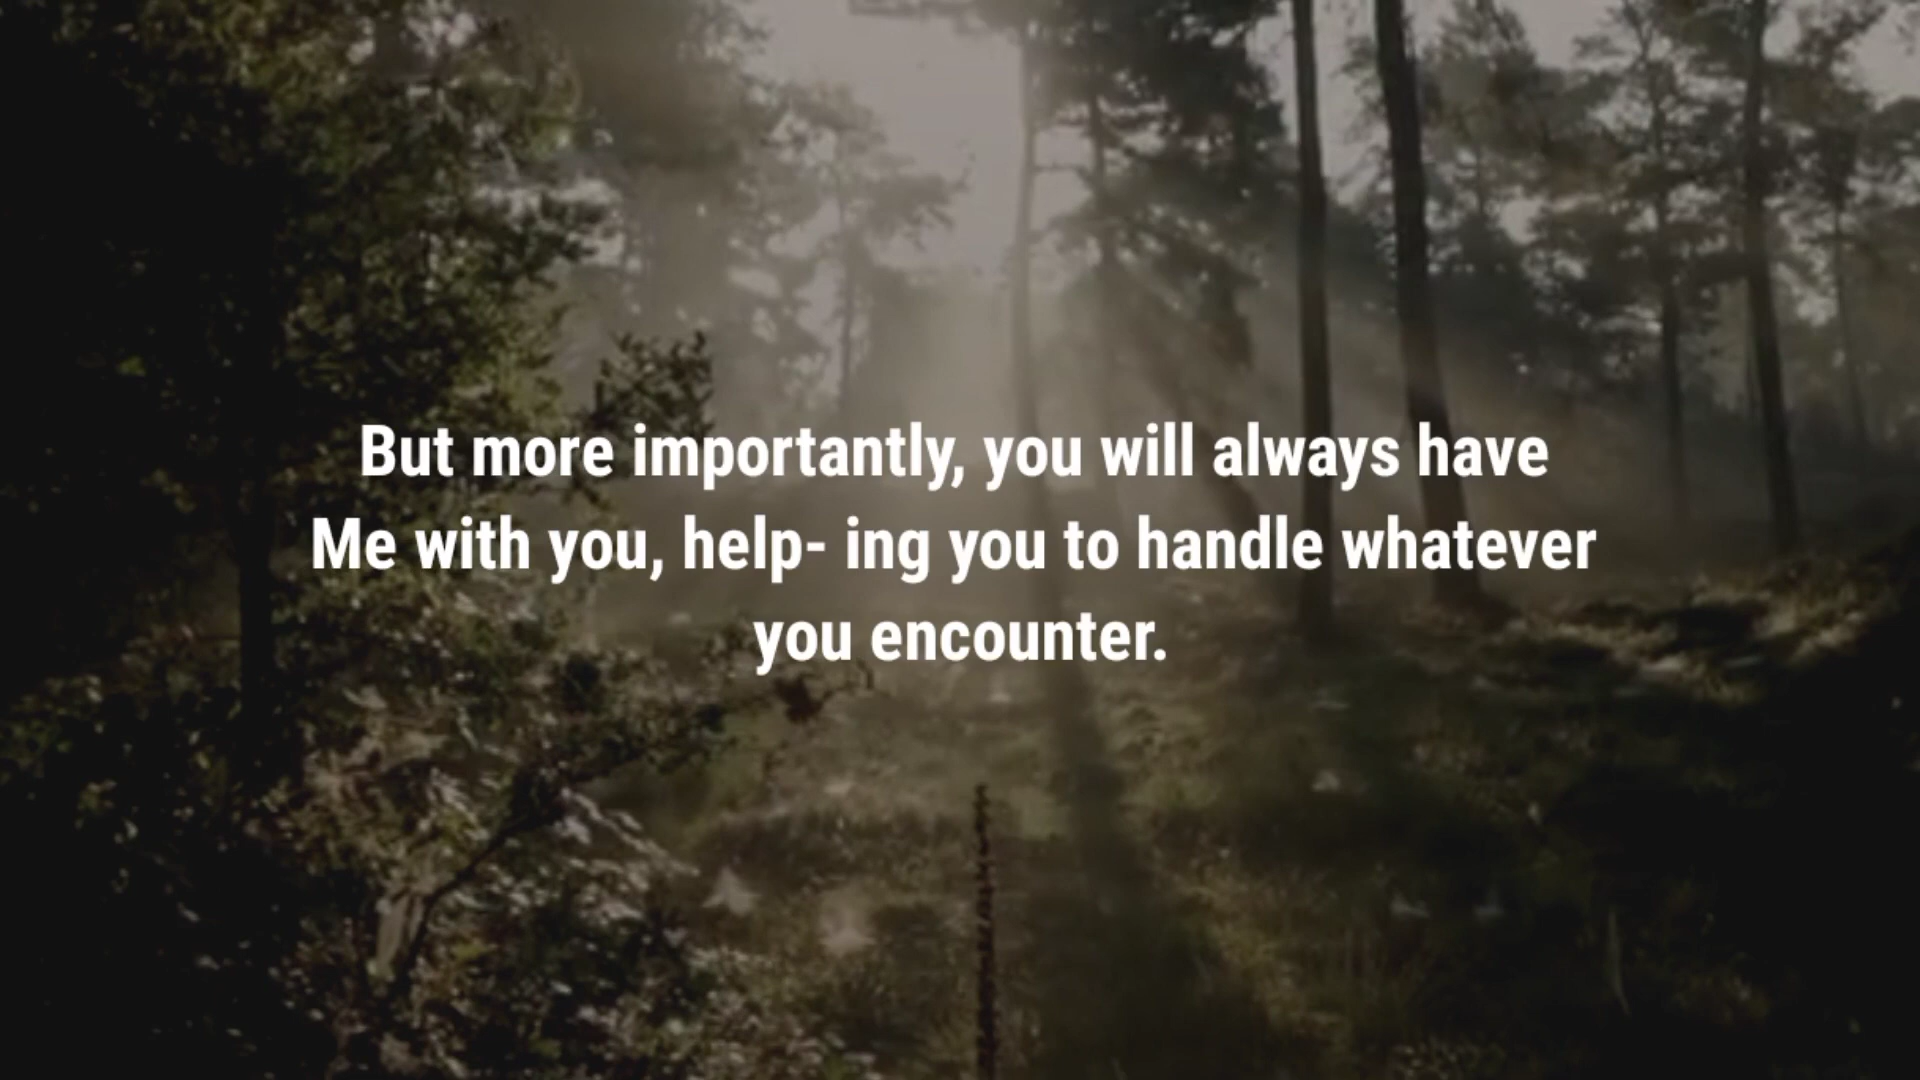 But more importantly, you will always have
Me with you, help- ing you to handle whatever
you encounter.